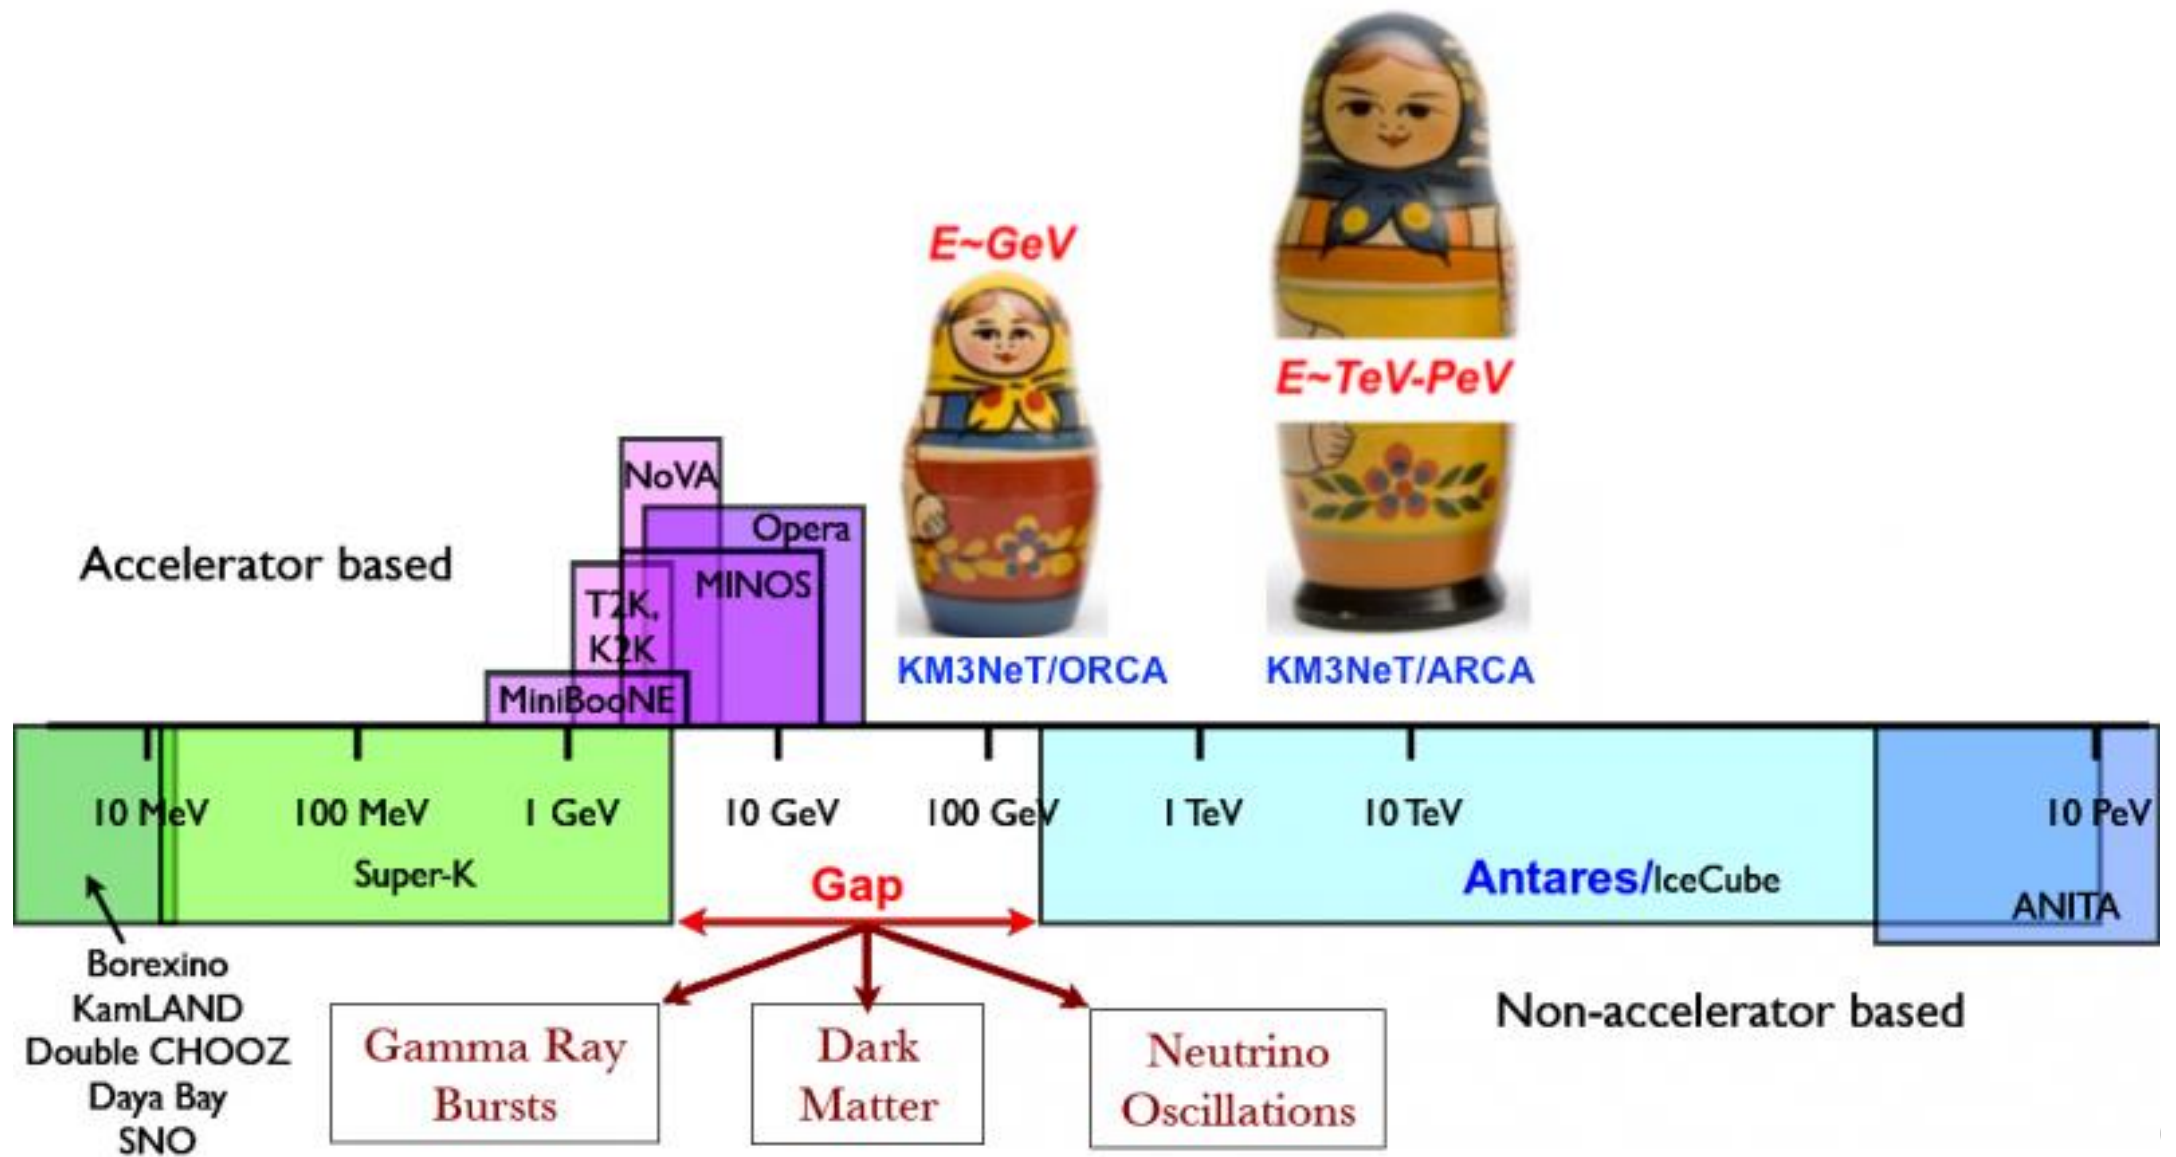 E~GeV
E~TeV-PeV
NoVA
Opera
Accelerator based
MINOS
T2K,
K2K
KM3NeT/ORCA
KM3NeT/ARCA
MiniBooNE
10 MeV
100 MeV
1 GeV
10 GeV
100 GeV
1 TeV
10 TeV
10 PeV
Super-K
Gap
Antares/IceCube
ANITA
Borexino
KamLAND
Double CHOOZ
Daya Bay
SNO
Gamma Ray
Bursts
Dark
Matter
Neutrino
Oscillations
Non-accelerator based